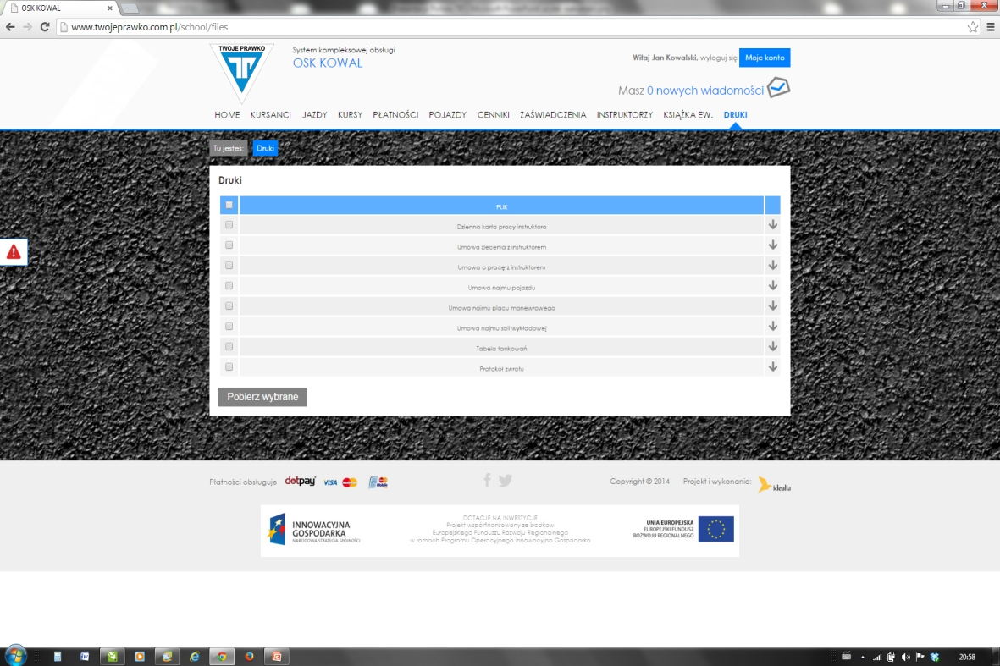 OSK KOWAL
www.twojeprawko.com.pl/school/files
TWOJE PRAWKO
System kompleksowej obsługi
OSK KOWAL
Witaj Jan Kowalski, wyloguj się Moje konto
Masz 0 nowych wiadomości
HOME KURSANCI JAZDY KURSY PŁATNOŚCI POJAZDY CENNIKI ZAŚWIADCZENIA INSTRUKTORZY KSIĄŻKA EW. DRUKI
Tu jesteś: Druki
Druki
PLIK
Dzienna karta pracy instruktora
Umowa zlecenia z instruktorem
Umowa o pracę z instruktorem
Umowa najmu pojazdu
Umowa najmu placu manewrowego
Umowa najmu sali wykładowej
Tabela tankowań
Protokół zwrotu
Pobierz wybrane
Płatności obsługuje dotpay VISA
Copyright © 2014 Projekt i wykonanie: idealia
INNOWACYJNA
GOSPODARKA
NARODOWA STRATEGIA SPÓJNOŚCI
DOTACJE NA INWESTYCJE
Projekt współfinansowany ze środków
Europejskiego Funduszu Rozwoju Regionalnego
w ramach Programu Operacyjnego Innowacyjna Gospodarka
UNIA EUROPEJSKA
EUROPEJSKI FUNDUSZ
ROZWOJU REGIONALNEGO
20:58